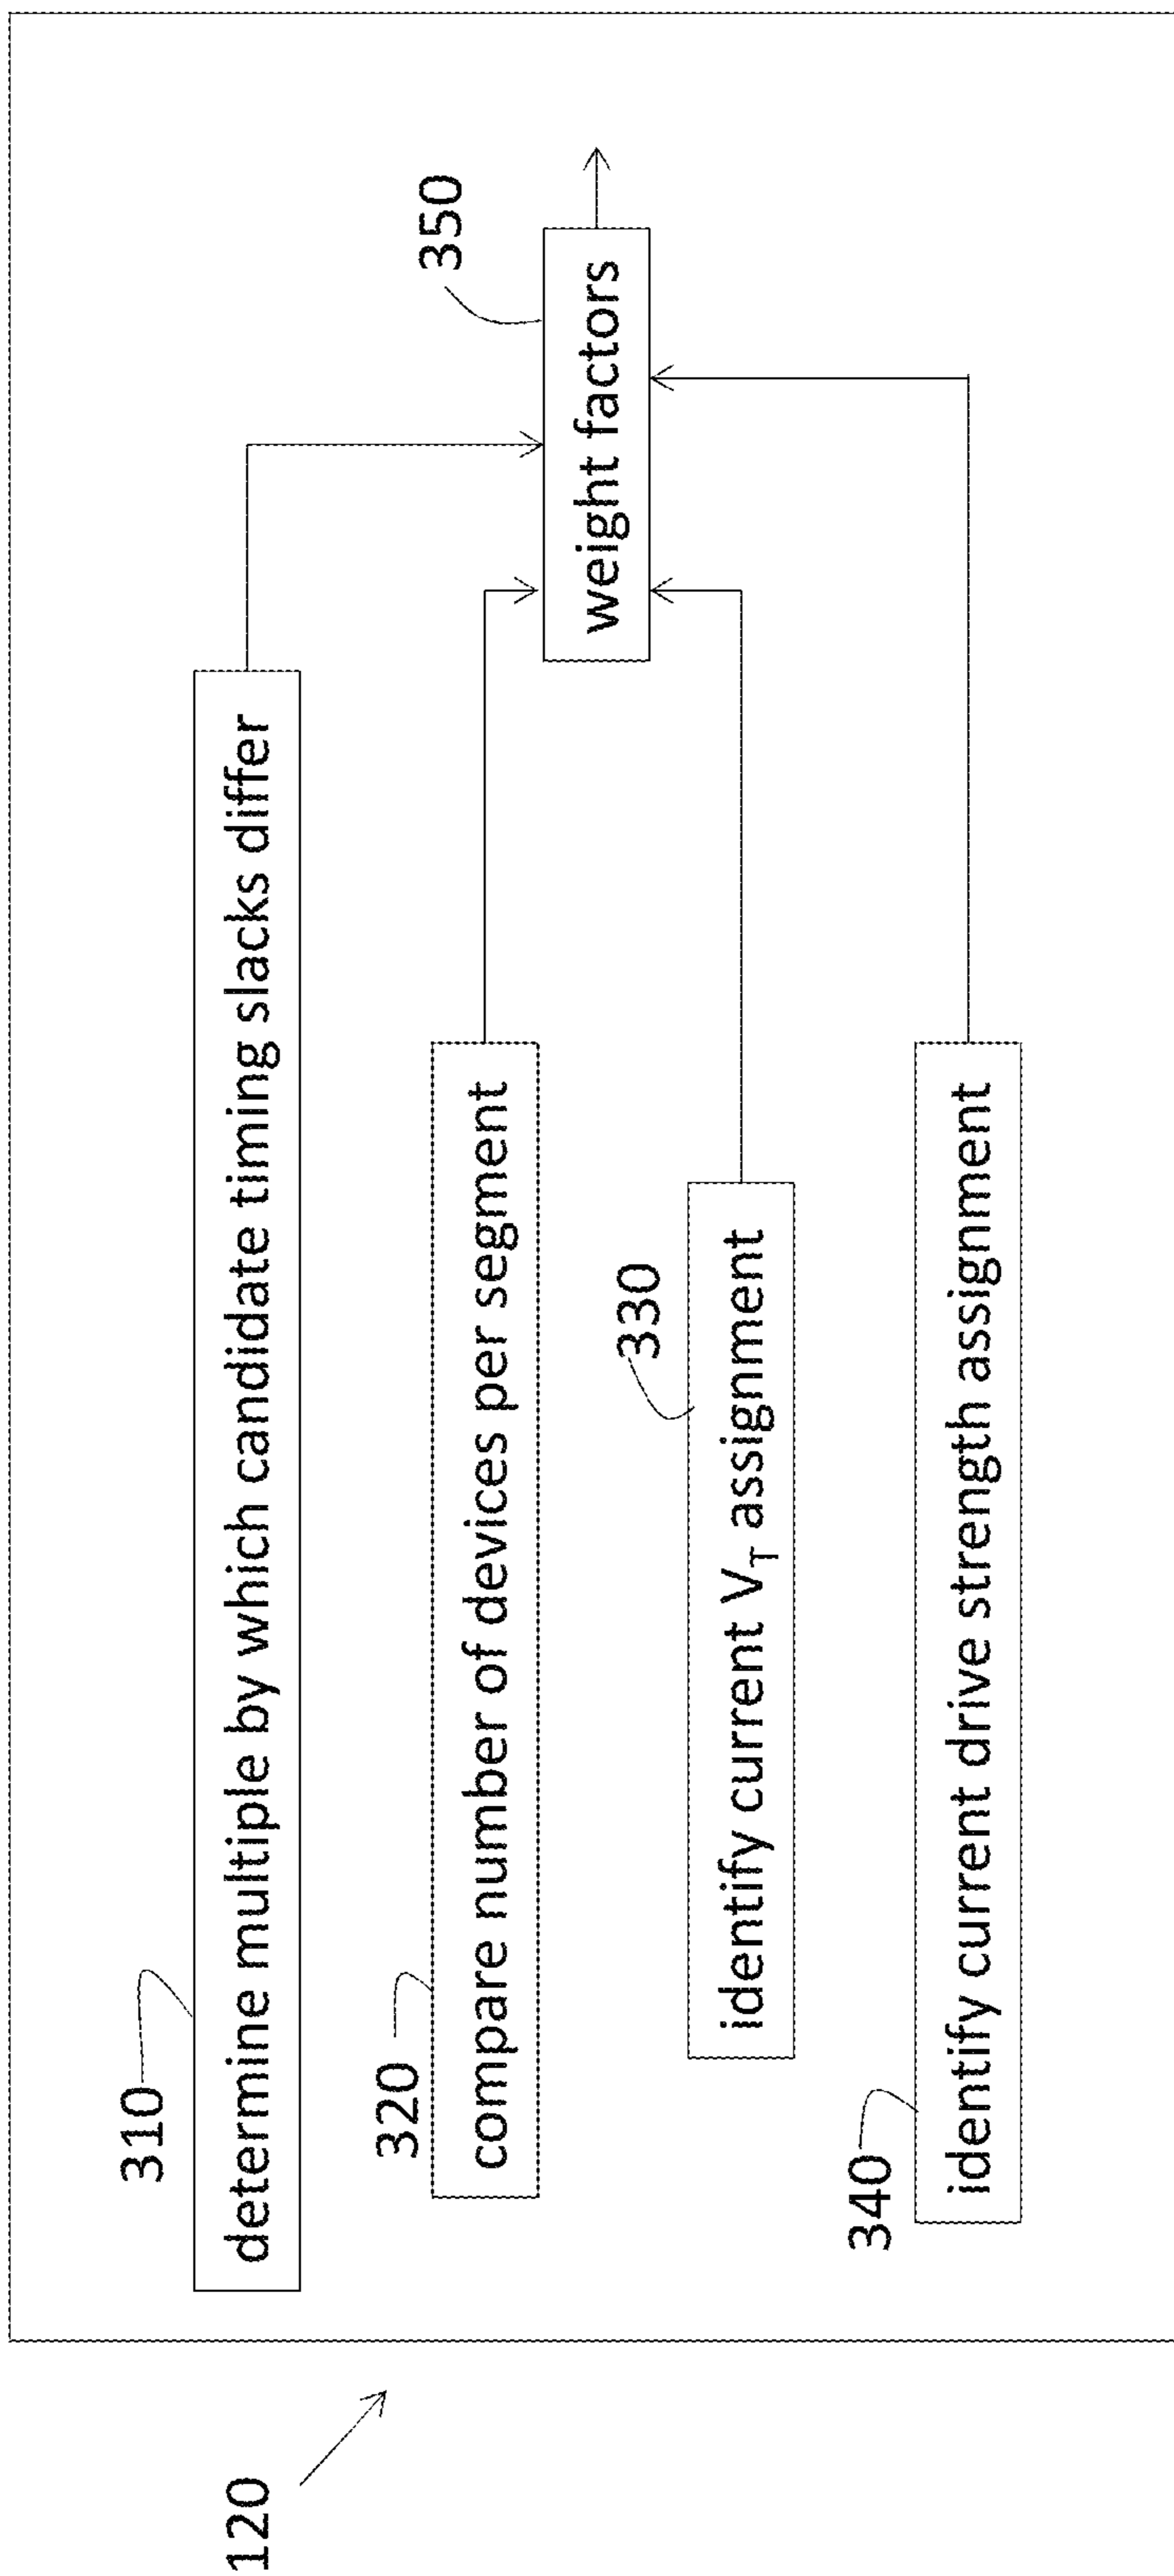 120
310
determine multiple by which candidate timing slacks differ
320
compare number of devices per segment
330
identify current VT assignment
340
identify current drive strength assignment
350
weight factors